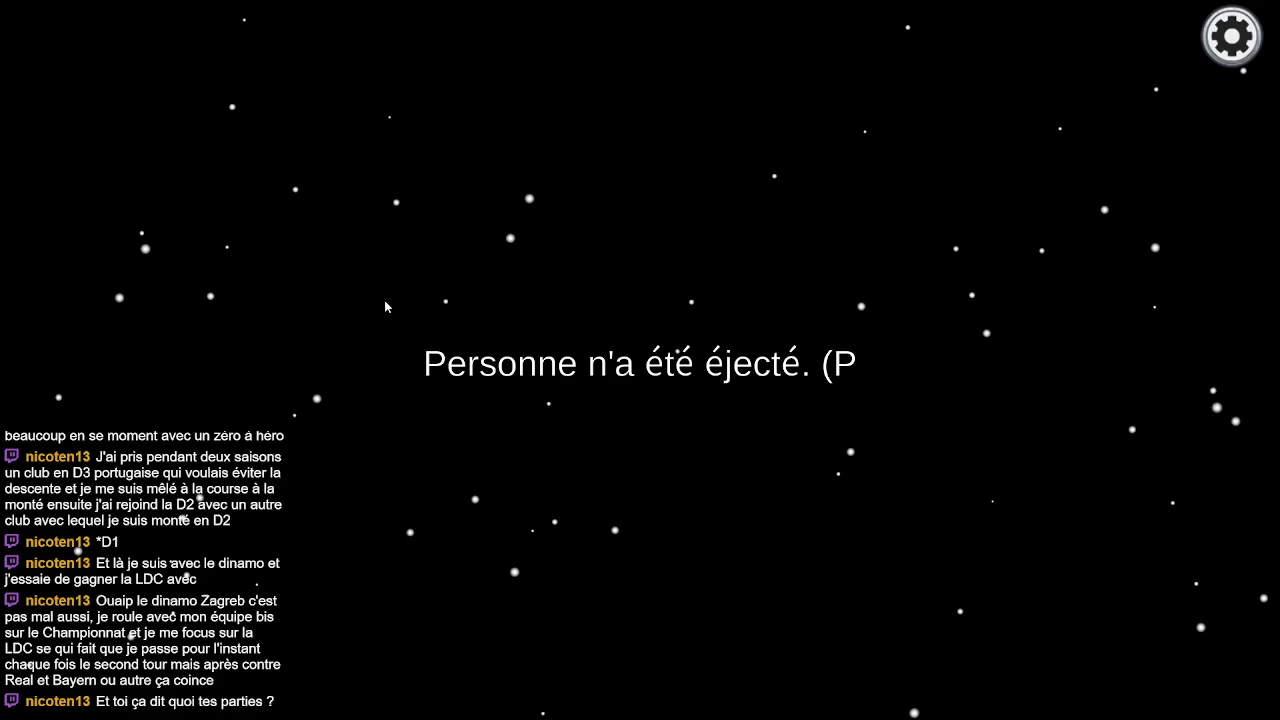 Personne n'a été éjecté. (P
beaucoup en se moment avec un zéro à héro
nicoten13 J'ai pris pendant deux saisons
un club en D3 portugaise qui voulais éviter la
descente et je me suis mêlé à la course à la
monté ensuite j'ai rejoind la D2 avec un autre
club avec lequel je suis monté en D2
nicoten13 *D1
nicoten13 Et là je suis avec le dinamo et
j'essaie de gagner la LDC avec
nicoten13 Ouaip le dinamo Zagreb c'est
pas mal aussi, je roule avec mon équipe bis
sur le Championnat et je me focus sur la
LDC se qui fait que je passe pour l'instant
chaque fois le second tour mais après contre
Real et Bayern ou autre ça coince
nicoten13 Et toi ça dit quoi tes parties ?